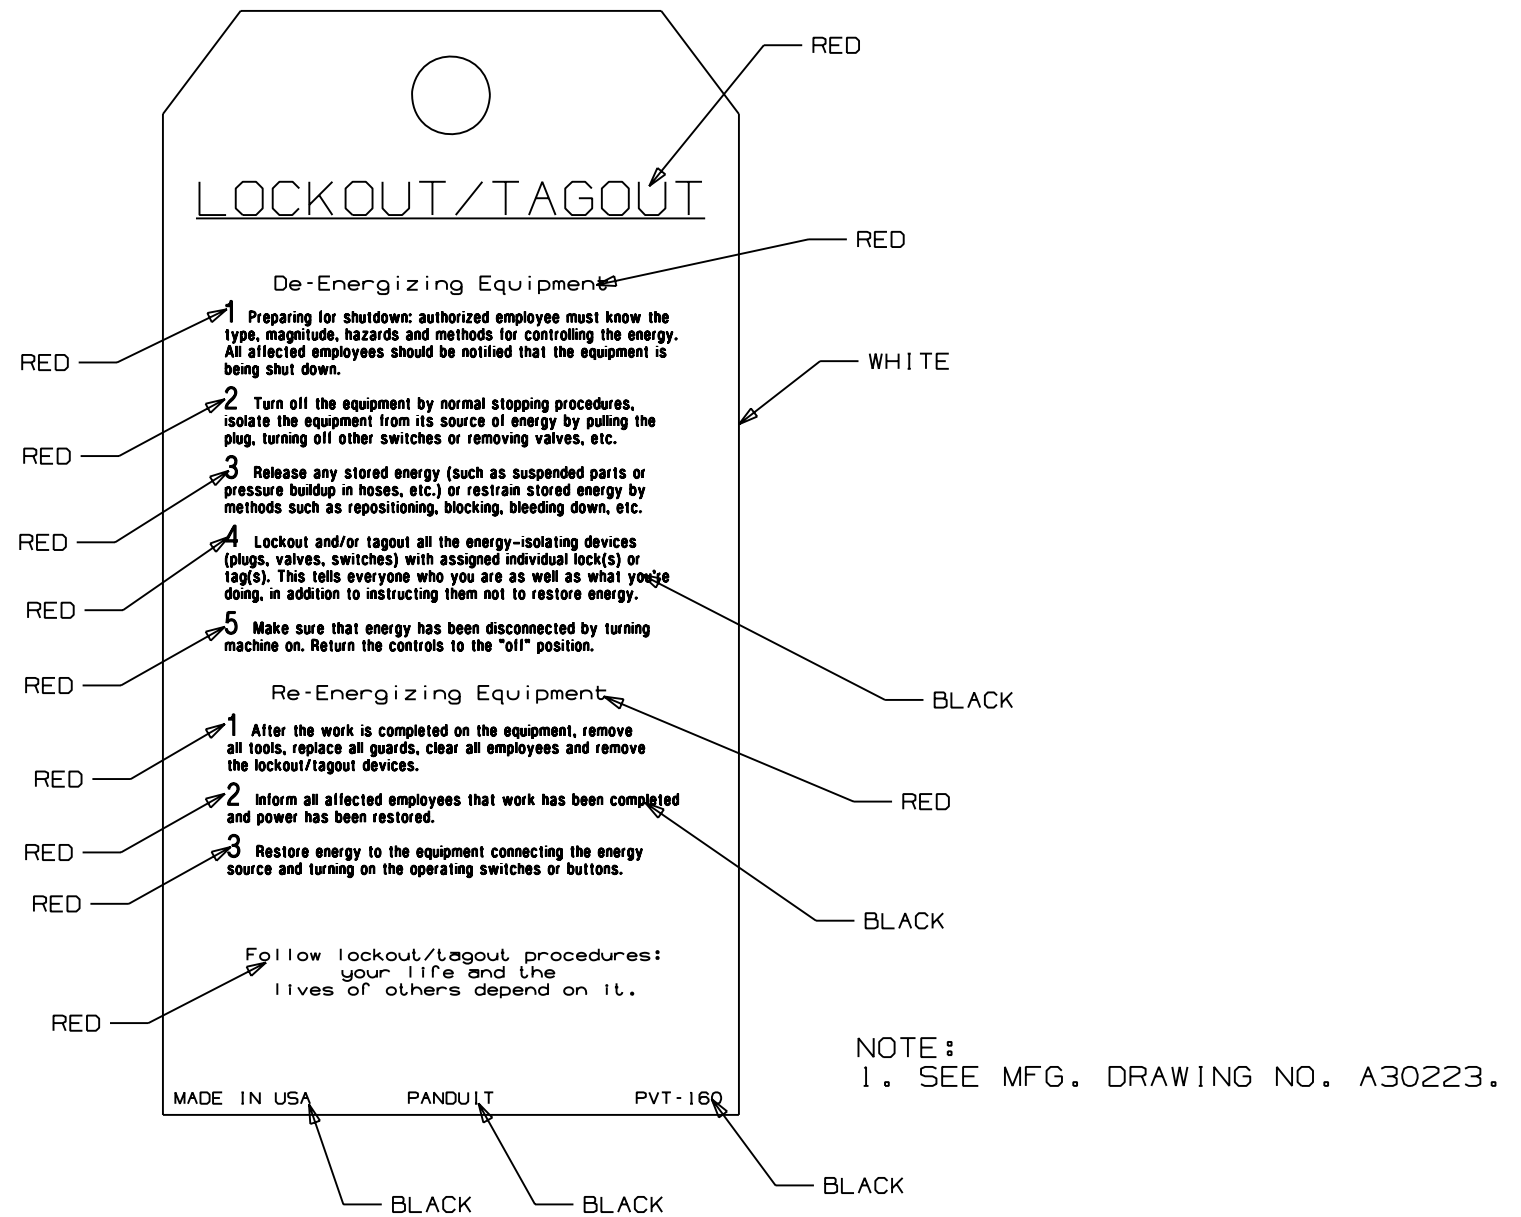 RED
LOCKOUT/TAGOUT
RED
De-Energizing Equipment
1 Preparing for shutdown: authorized employee must know the
type, magnitude, hazards and methods for controlling the energy.
All affected employees should be notified that the equipment is
being shut down.
RED
WHITE
2 Turn off the equipment by normal stopping procedures,
isolate the equipment from its source of energy by pulling the
plug, turning off other switches or removing valves, etc.
RED
3 Release any stored energy (such as suspended parts or
pressure buildup in hoses, etc.) or restrain stored energy by
methods such as repositioning, blocking, bleeding down, etc.
RED
4 Lockout and/or tagout all the energy-isolating devices
(plugs, valves, switches) with assigned individual lock(s) or
tag(s). This tells everyone who you are as well as what you're
doing, in addition to instructing them not to restore energy.
RED
5 Make sure that energy has been disconnected by turning
machine on. Return the controls to the "off" position.
RED
BLACK
Re-Energizing Equipment
1 After the work is completed on the equipment, remove
all tools, replace all guards, clear all employees and remove
the lockout/tagout devices.
RED
RED
2 Inform all affected employees that work has been completed
and power has been restored.
RED
3 Restore energy to the equipment connecting the energy
source and turning on the operating switches or buttons.
RED
BLACK
Follow lockout/tagout procedures:
your life and the
lives of others depend on it.
RED
NOTE:
1. SEE MFG. DRAWING NO. A30223.
MADE IN USA PANDUIT PVT-160
BLACK
BLACK
BLACK